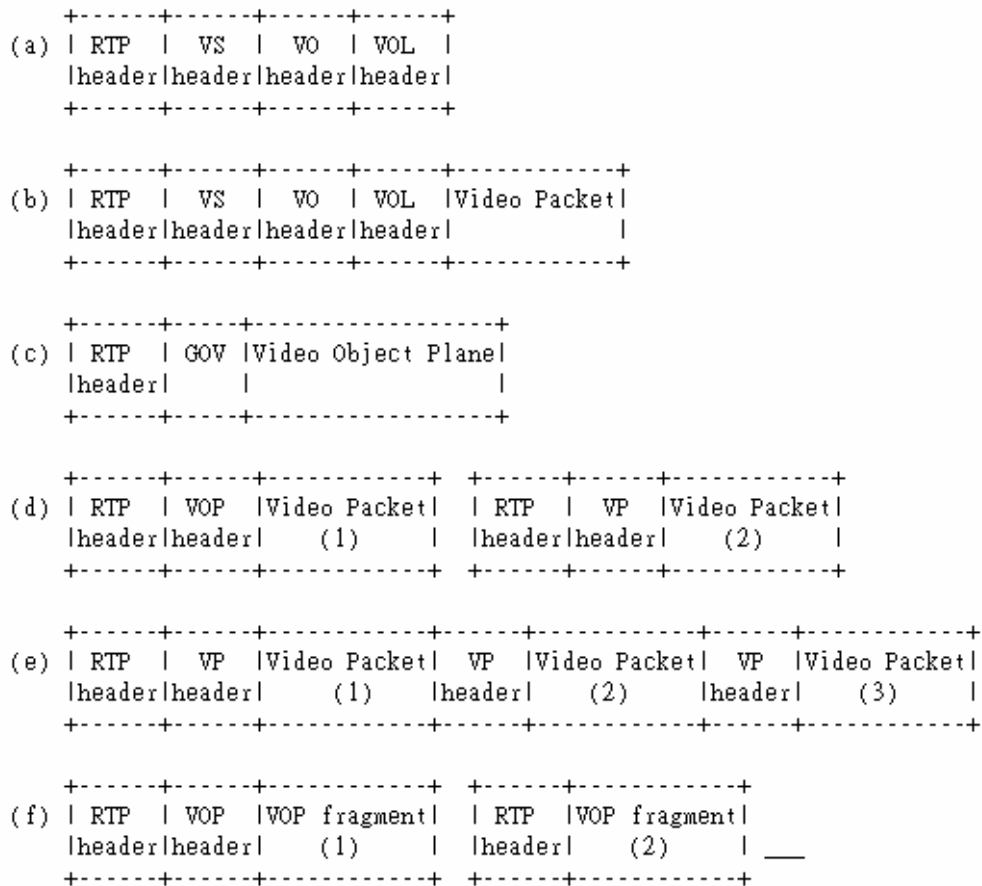 +------+------+------+------+
(a) | RTP | VS | VO | VOL |
|header|header|header|header|
+------+------+------+------+
+------+------+------+------+------------+
(b) | RTP | VS | VO | VOL |Video Packet|
|header|header|header|header| |
+------+------+------+------+------------+
+------+-----+------------------+
(c) | RTP | GOV |Video Object Plane|
|header| | |
+------+-----+------------------+
+------+------+------------+ +------+------+------------+
(d) | RTP | VOP |Video Packet| | RTP | VP |Video Packet|
|header|header| (1) | |header|header| (2) |
+------+------+------------+ +------+------+------------+
+------+------+------------+------+------------+------+------------+
(e) | RTP | VP |Video Packet| VP |Video Packet| VP |Video Packet|
|header|header| (1) |header| (2) |header| (3) |
+------+------+------------+------+------------+------+------------+
+------+------+------------+ +------+------------+
(f) | RTP | VOP |VOP fragment| | RTP |VOP fragment|
|header|header| (1) | |header| (2) | ___
+------+------+------------+ +------+------------+